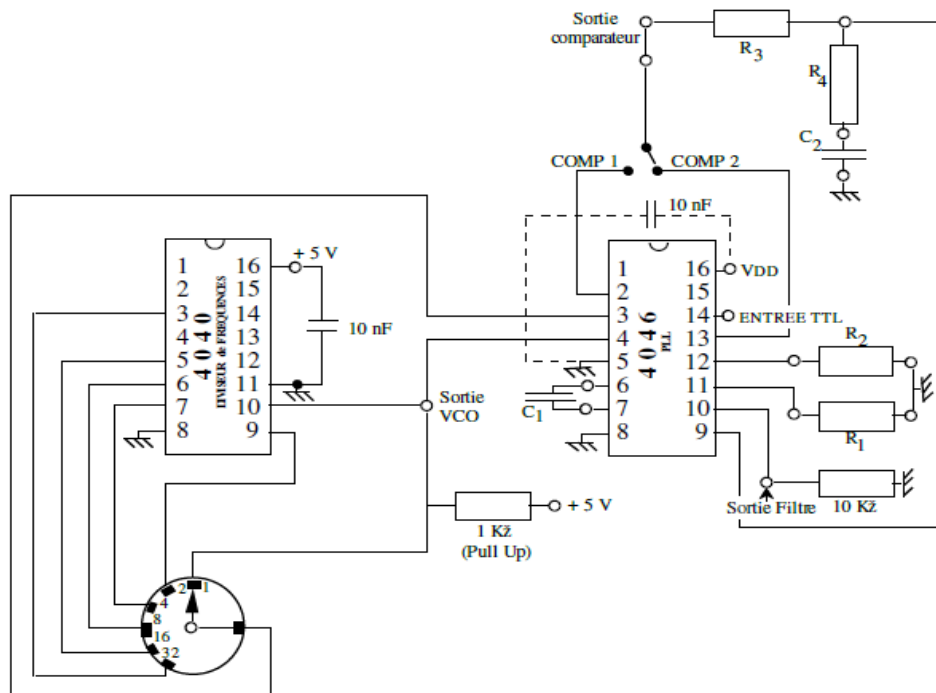 Sortie
comparateur
R3
R4
C2
COMP 1
COMP 2
10 nF
+ 5 V
1
2
3
4
5
6
7
8
16
15
14
13
12
11
10
9
4040
DIVISEUR de FREQUENCES
10 nF
1
2
3
4
5
6
7
8
16
15
14
13
12
11
10
9
4046
PLL
VDD
ENTREE TTL
R2
R1
C1
Sortie
VCO
Sortie Filtre
10 Kž
+ 5 V
1 Kž
(Pull Up)
1
2
4
8
16
32